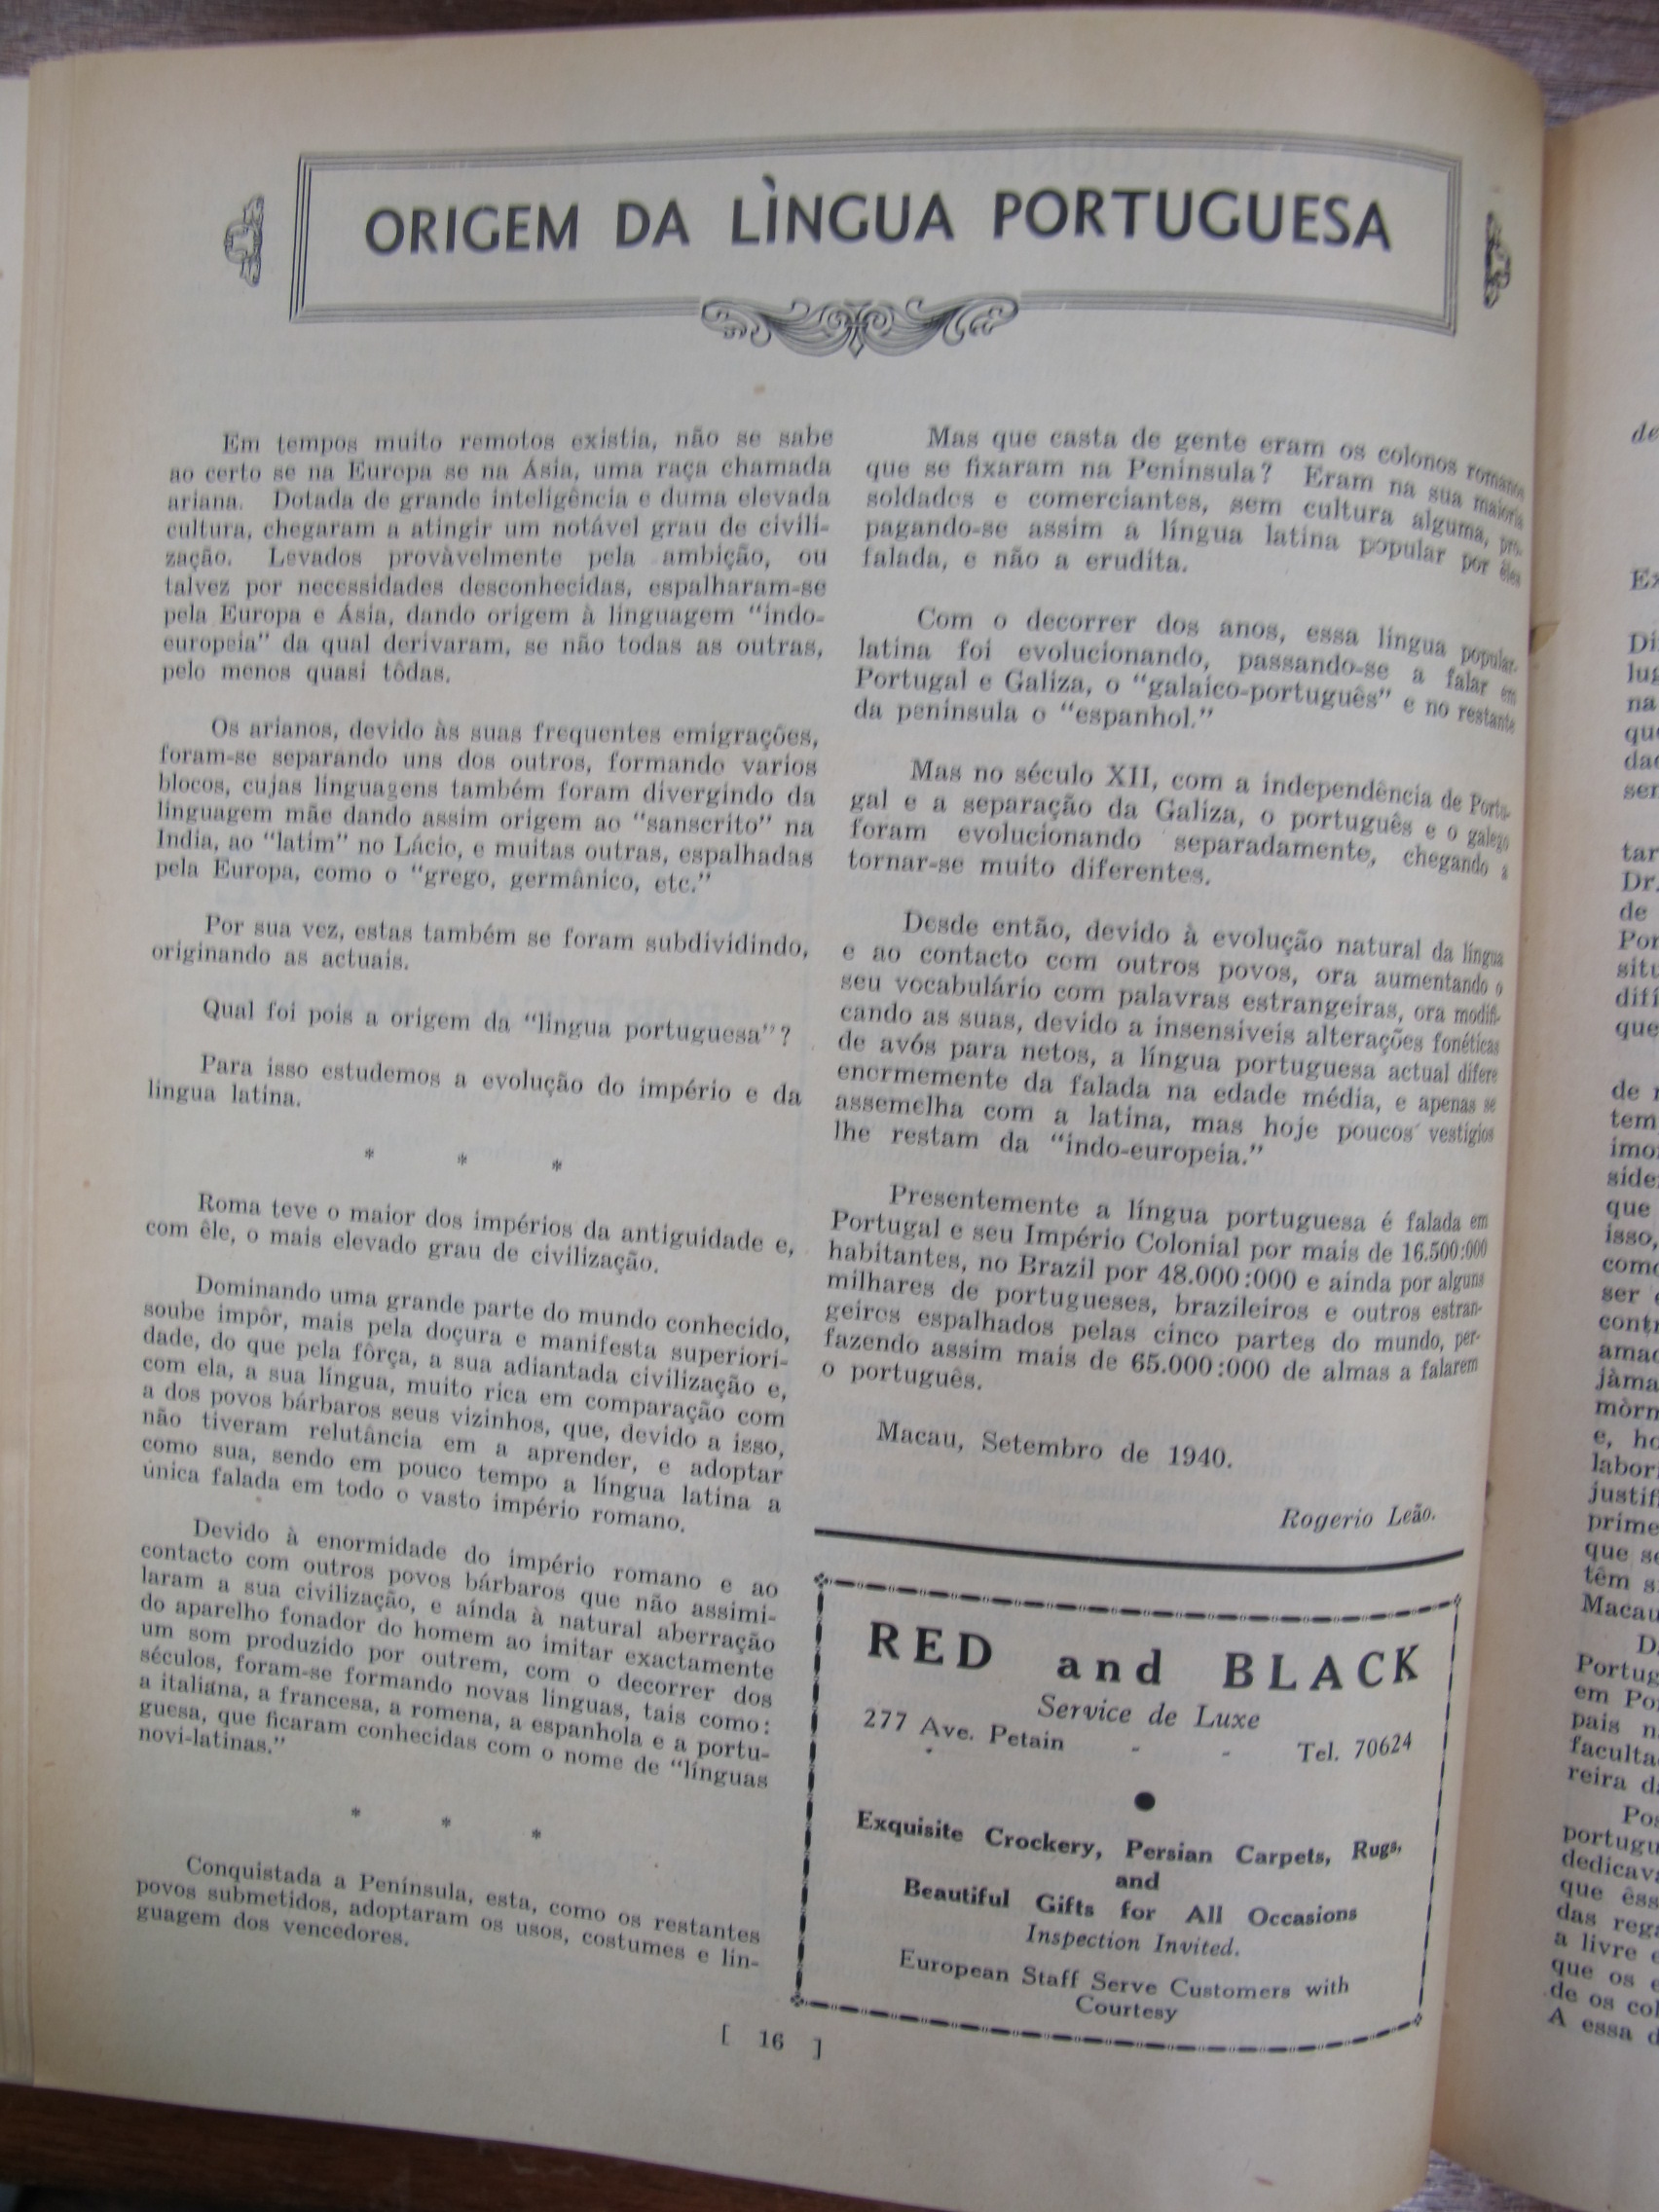 ORIGEM DA LÌNGUA PORTUGUESA
Em tempos muito remotos existia, não se sabe
ao certo se na Europa se na Ásia, uma raça chamada
ariana. Dotada de grande inteligência e duma elevada
cultura, chegaram a atingir um notável grau de civili-
zação. Levados provàvelmente pela ambição, ou
talvez por necessidades desconhecidas, espalharam-se
pela Europa e Ásia, dando origem à linguagem "indo-
europeia" da qual derivaram, se não todas as outras,
pelo menos quasi tôdas.
Os arianos, devido às suas frequentes emigrações,
foram-se separando uns dos outros, formando varios
blocos, cujas linguagens também foram divergindo da
linguagem mãe dando assim origem ao "sanscrito" na
India, ao "latim" no Lácio, e muitas outras, espalhadas
pela Europa, como o "grego, germânico, etc."
Por sua vez, estas também se foram subdividindo,
originando as actuais.
Qual foi pois a origem da "lingua portuguesa"?
Para isso estudemos a evolução do império e da
lingua latina.
* * *
Roma teve o maior dos impérios da antiguidade e,
com êle, o mais elevado grau de civilização.
Dominando uma grande parte do mundo conhecido,
soube impôr, mais pela doçura e manifesta superiori-
dade, do que pela fôrça, a sua adiantada civilização e,
com ela, a sua língua, muito rica em comparação com
a dos povos bárbaros seus vizinhos, que, devido a isso,
não tiveram relutância em a aprender, e adoptar
como sua, sendo em pouco tempo a língua latina a
única falada em todo o vasto império romano.
Devido à enormidade do império romano e ao
contacto com outros povos bárbaros que não assimi-
laram a sua civilização, e aínda à natural aberração
do aparelho fonador do homem ao imitar exactamente
um som produzido por outrem, com o decorrer dos
séculos, foram-se formando novas linguas, tais como:
a italiana, a francesa, a romena, a espanhola e a portu-
guesa, que ficaram conhecidas com o nome de "línguas
novi-latinas."
* * *
Conquistada a Península, esta, como os restantes
povos submetidos, adoptaram os usos, costumes e lin-
guagem dos vencedores.
Mas que casta de gente eram os colonos romanos
que se fixaram na Peninsula? Eram na sua maioria
soldados e comerciantes, sem cultura alguma, pro-
pagando-se assim a língua latina popular por êles
falada, e não a erudita.
Com o decorrer dos anos, essa língua popular-
latina foi evolucionando, passando-se a falar em
Portugal e Galiza, o "galaico-português" e no restante
da peninsula o "espanhol."
Mas no século XII, com a independência de Portu-
gal e a separação da Galiza, o português e o galego
foram evolucionando separadamente, chegando a
tornar-se muito diferentes.
Desde então, devido à evolução natural da língua
e ao contacto com outros povos, ora aumentando o
seu vocabulário com palavras estrangeiras, ora modifi-
cando as suas, devido a insensiveis alterações fonéticas
de avós para netos, a língua portuguesa actual difere
enormemente da falada na edade média, e apenas se
assemelha com a latina, mas hoje poucos vestígios
lhe restam da "indo-europeia."
Presentemente a língua portuguesa é falada em
Portugal e seu Império Colonial por mais de 16.500:000
habitantes, no Brazil por 48.000:000 e ainda por alguns
milhares de portugueses, brazileiros e outros estran-
geiros espalhados pelas cinco partes do mundo, per-
fazendo assim mais de 65.000:000 de almas a falarem
o português.
Macau, Setembro de 1940.
Rogerio Leão.
RED and BLACK
Service de Luxe
277 Ave. Petain - - Tel. 70624
Exquisite Crockery, Persian Carpets, Rugs,
and
Beautiful Gifts for All Occasions
Inspection Invited.
European Staff Serve Customers with
Courtesy
[ 16 ]